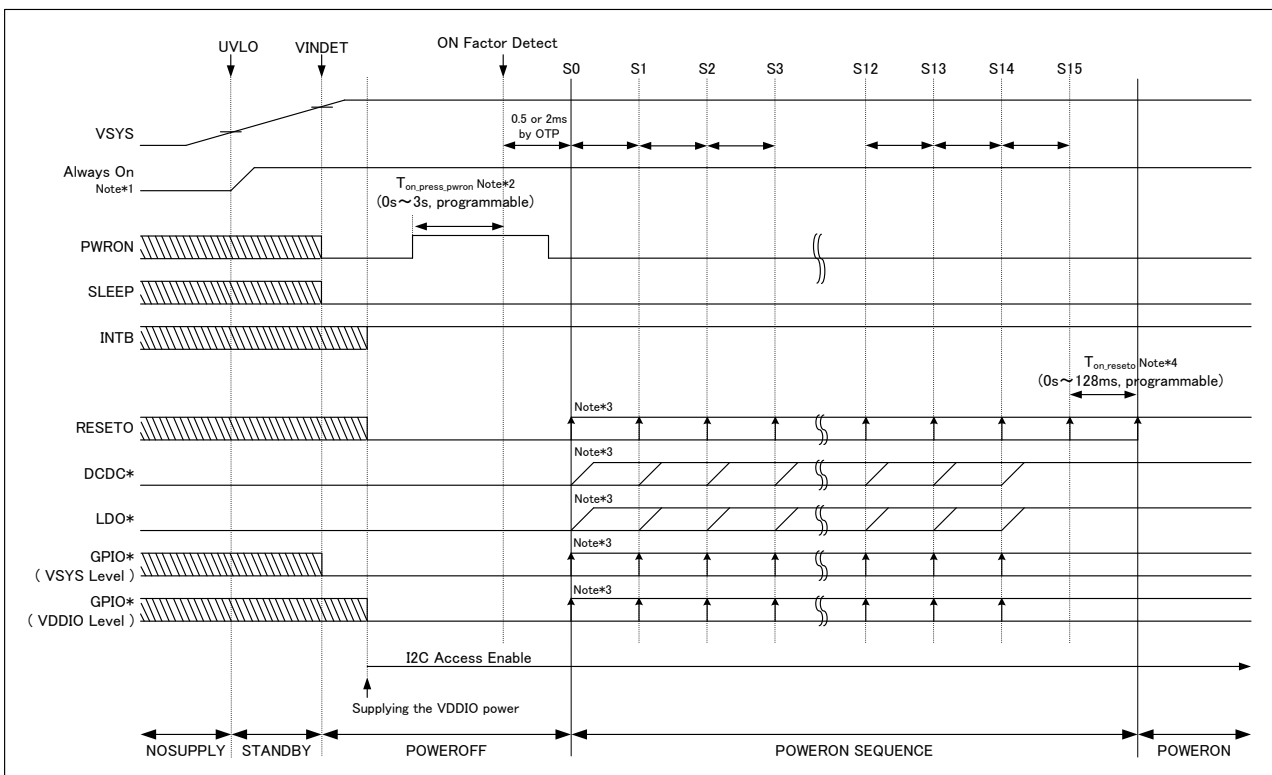 UVLO VINDET ON Factor Detect
S0 S1 S2 S3 S12 S13 S14 S15
VSYS
0.5 or 2ms
by OTP
Always On
Note*1
Ton_press_pwron Note*2
(0s～3s, programmable)
PWRON
SLEEP
INTB
Ton_reseto Note*4
(0s～128ms, programmable)
RESETO
Note*3
DCDC*
Note*3
LDO*
Note*3
GPIO*
( VSYS Level )
Note*3
GPIO*
( VDDIO Level )
Note*3
I2C Access Enable
Supplying the VDDIO power
NOSUPPLY STANDBY POWEROFF POWERON SEQUENCE POWERON